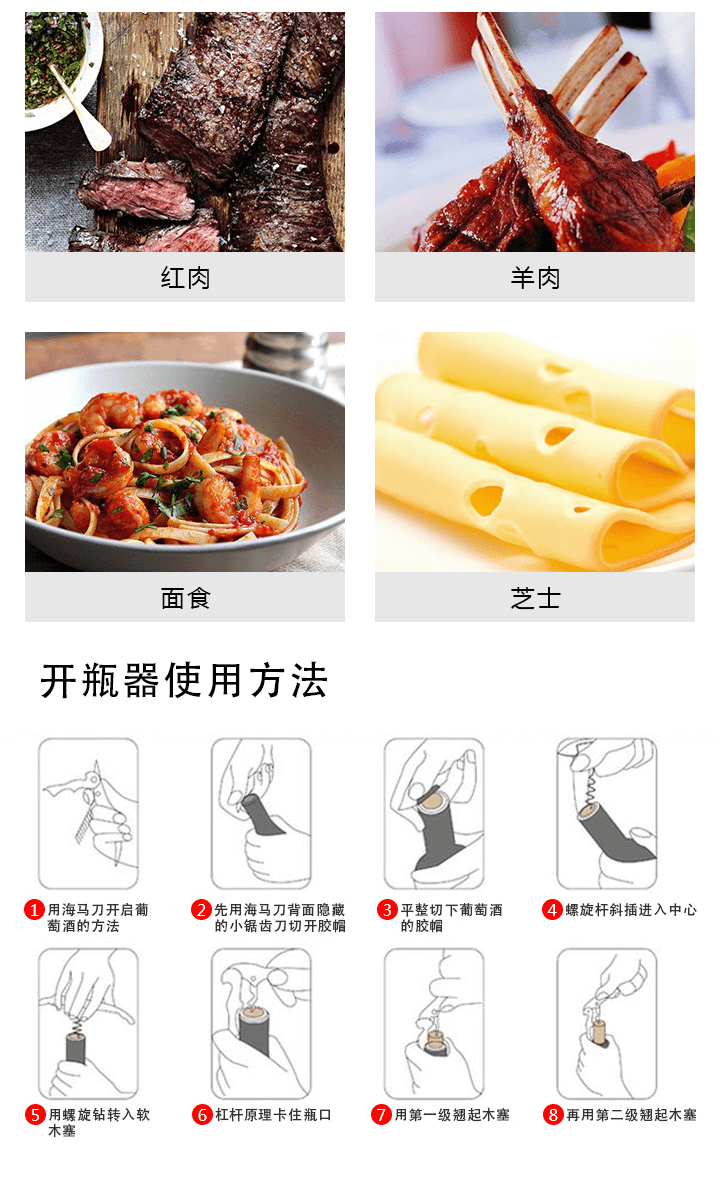 红肉
羊肉
面食
芝士
开瓶器使用方法
1 用海马刀开启葡
萄酒的方法
2 先用海马刀背面隐藏
的小锯齿刀切开胶帽
3 平整切下葡萄酒
的胶帽
4 螺旋杆斜插进入中心
5 用螺旋钻转入软
木塞
6 杠杆原理卡住瓶口
7 用第一级翘起木塞
8 再用第二级翘起木塞